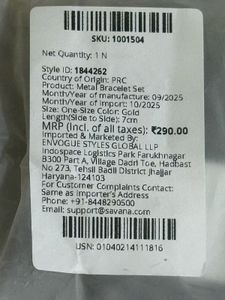 SKU: 1001504
Net Quantity: 1 N
Style ID: 1844262
Country of Origin: PRC
Product: Metal Bracelet Set
Month/Year of manufacture: 09/2025
Month/Year of Import: 10/2025
Size: One-Size Color: Gold
Length(Side to Side): 7cm
MRP (Incl. of all taxes): ₹290.00
Imported & Marketed By:
ENVOGUE STYLES GLOBAL LLP
Indospace Logistics Park Farukhnagar
B300 Part A, Village Dadri Toe, Hadbast
No 273, Tehsil Badli District Jhajjar
Haryana-124103
For Customer Complaints Contact:
Same as Importer's Address
Phone: +91-8448290500
Email: support@savana.com
USN: 01040214111816